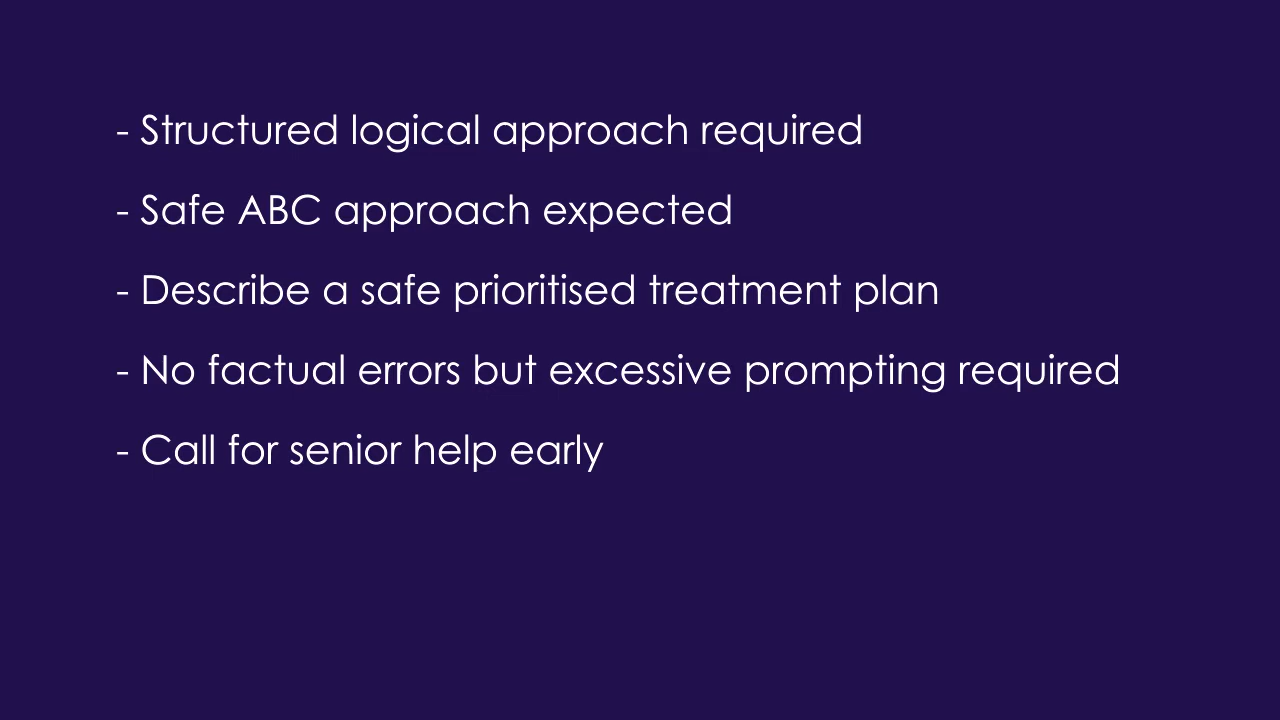 - Structured logical approach required
- Safe ABC approach expected
- Describe a safe prioritised treatment plan
- No factual errors but excessive prompting required
- Call for senior help early